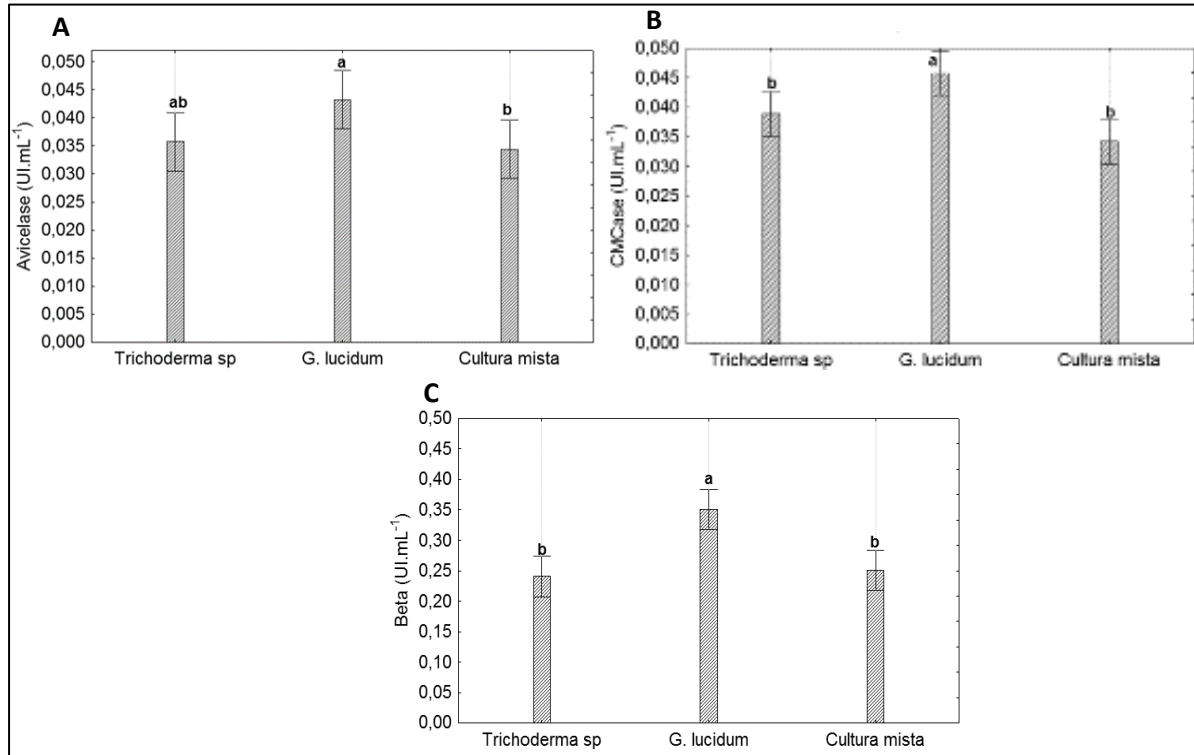 A
Avicelase (UI.mL-1)
0,050
0,045
0,040
0,035
0,030
0,025
0,020
0,015
0,010
0,005
0,000
ab
a
b
Trichoderma sp G. lucidum Cultura mista
B
CMCase (UI.mL-1)
0,050
0,045
0,040
0,035
0,030
0,025
0,020
0,015
0,010
0,005
0,000
b
a
b
Trichoderma sp G. lucidum Cultura mista
C
Beta (UI.mL-1)
0,50
0,45
0,40
0,35
0,30
0,25
0,20
0,15
0,10
0,05
0,00
b
a
b
Trichoderma sp G. lucidum Cultura mista